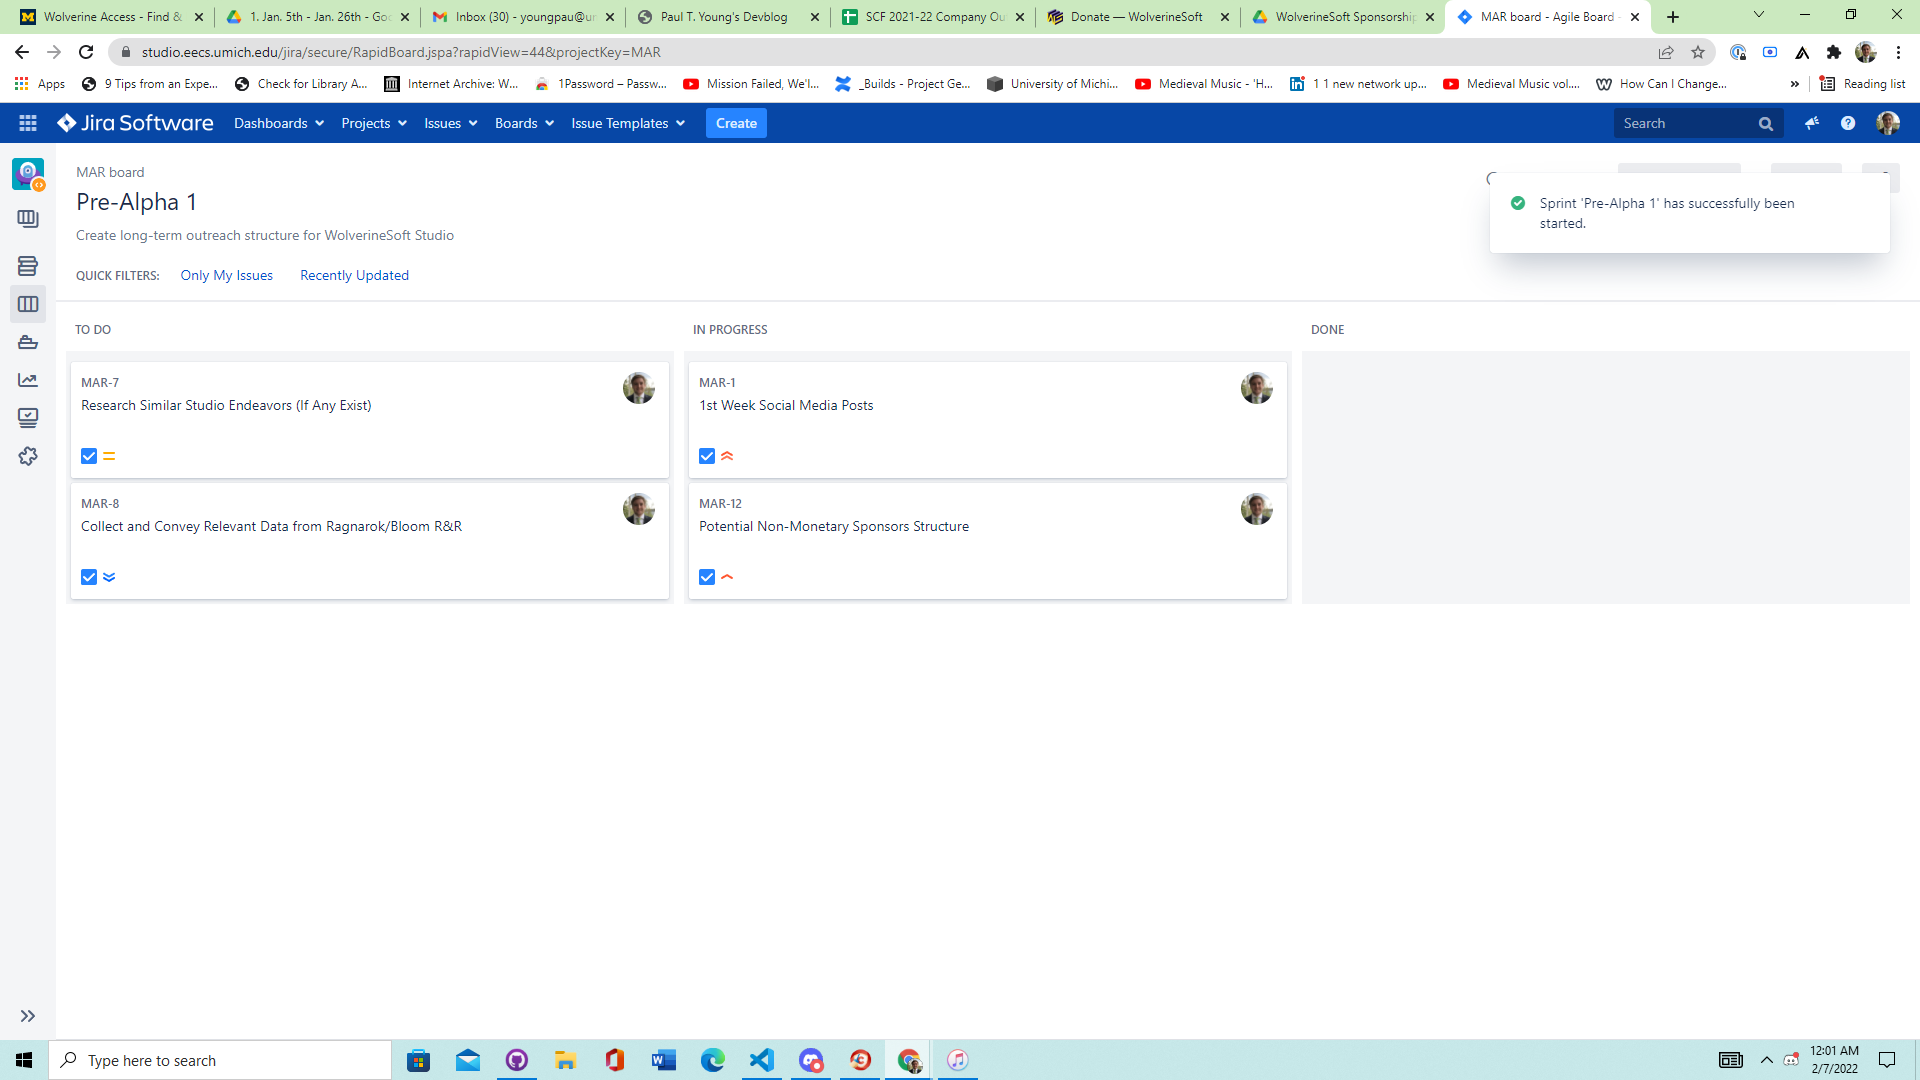 Wolverine Access - Find &
1. Jan. 5th - Jan. 26th - Goo
Inbox (30) - youngpau@um
Paul T. Young's Devblog
SCF 2021-22 Company Ou
Donate — WolverineSoft
WolverineSoft Sponsorship
MAR board - Agile Board -
studio.eecs.umich.edu/jira/secure/RapidBoard.jspa?rapidView=44&projectKey=MAR
Apps
9 Tips from an Expe...
Check for Library A...
Internet Archive: W...
1Password – Passw...
Mission Failed, We'l...
_Builds - Project Ge...
University of Michi...
Medieval Music - 'H...
1 1 new network up...
Medieval Music vol....
How Can I Change...
»
Reading list
Jira Software
Dashboards
Projects
Issues
Boards
Issue Templates
Create
Search
MAR board
Pre-Alpha 1
Create long-term outreach structure for WolverineSoft Studio
Sprint 'Pre-Alpha 1' has successfully been
started.
QUICK FILTERS:
Only My Issues
Recently Updated
TO DO
IN PROGRESS
DONE
MAR-7
Research Similar Studio Endeavors (If Any Exist)
MAR-8
Collect and Convey Relevant Data from Ragnarok/Bloom R&R
MAR-1
1st Week Social Media Posts
MAR-12
Potential Non-Monetary Sponsors Structure
Type here to search
12:01 AM
2/7/2022